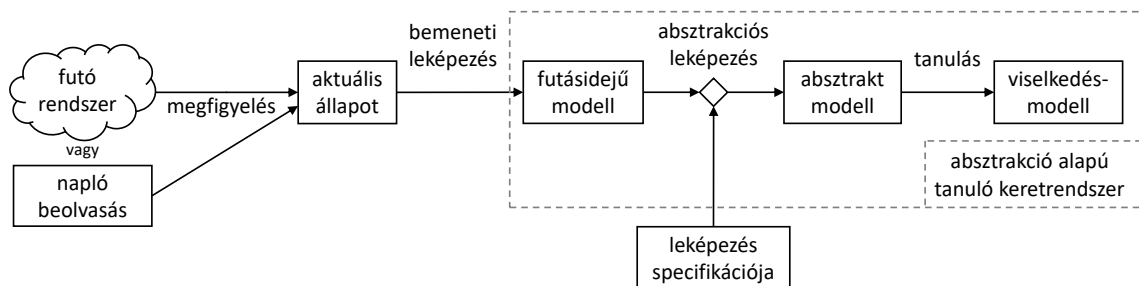 futó
rendszer
vagy
napló
beolvasás
megfigyelés
aktuális
állapot
bemeneti
leképezés
futásidejű
modell
absztrakciós
leképezés
absztrakt
modell
tanulás
viselkedés-
modell
absztrakció alapú
tanuló keretrendszer
leképezés
specifikációja